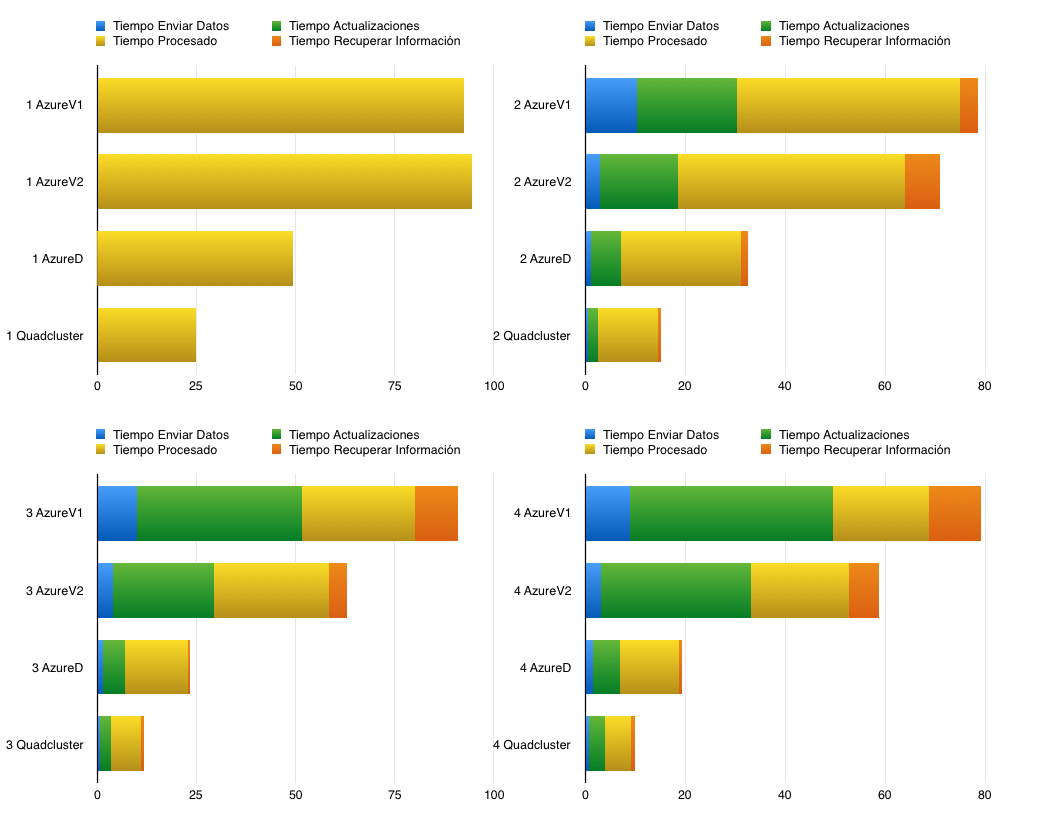 Tiempo Enviar Datos Tiempo Actualizaciones
Tiempo Procesado Tiempo Recuperar Información
1 AzureV1
1 AzureV2
1 AzureD
1 Quadcluster
0 25 50 75 100
Tiempo Enviar Datos Tiempo Actualizaciones
Tiempo Procesado Tiempo Recuperar Información
2 AzureV1
2 AzureV2
2 AzureD
2 Quadcluster
0 20 40 60 80
Tiempo Enviar Datos Tiempo Actualizaciones
Tiempo Procesado Tiempo Recuperar Información
3 AzureV1
3 AzureV2
3 AzureD
3 Quadcluster
0 25 50 75 100
Tiempo Enviar Datos Tiempo Actualizaciones
Tiempo Procesado Tiempo Recuperar Información
4 AzureV1
4 AzureV2
4 AzureD
4 Quadcluster
0 20 40 60 80